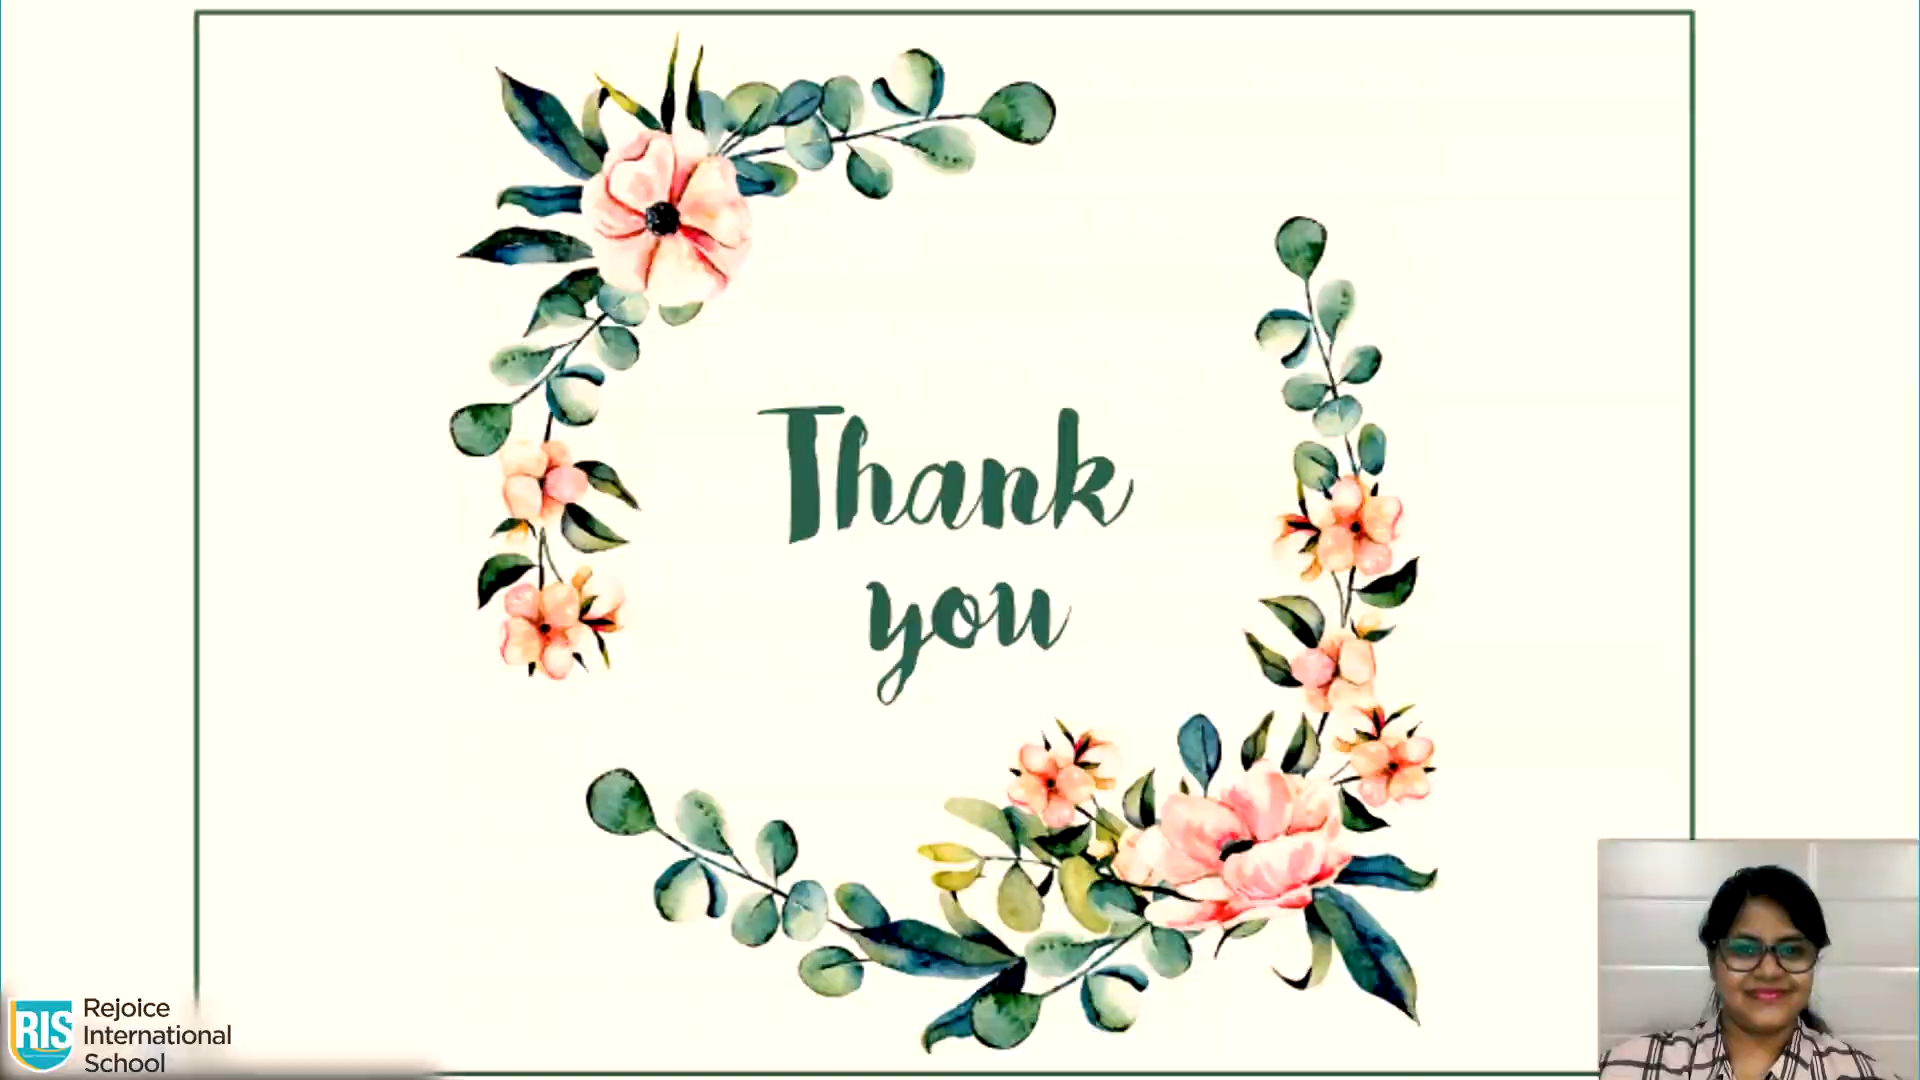 Thank
you
RIS
Rejoice
International
School